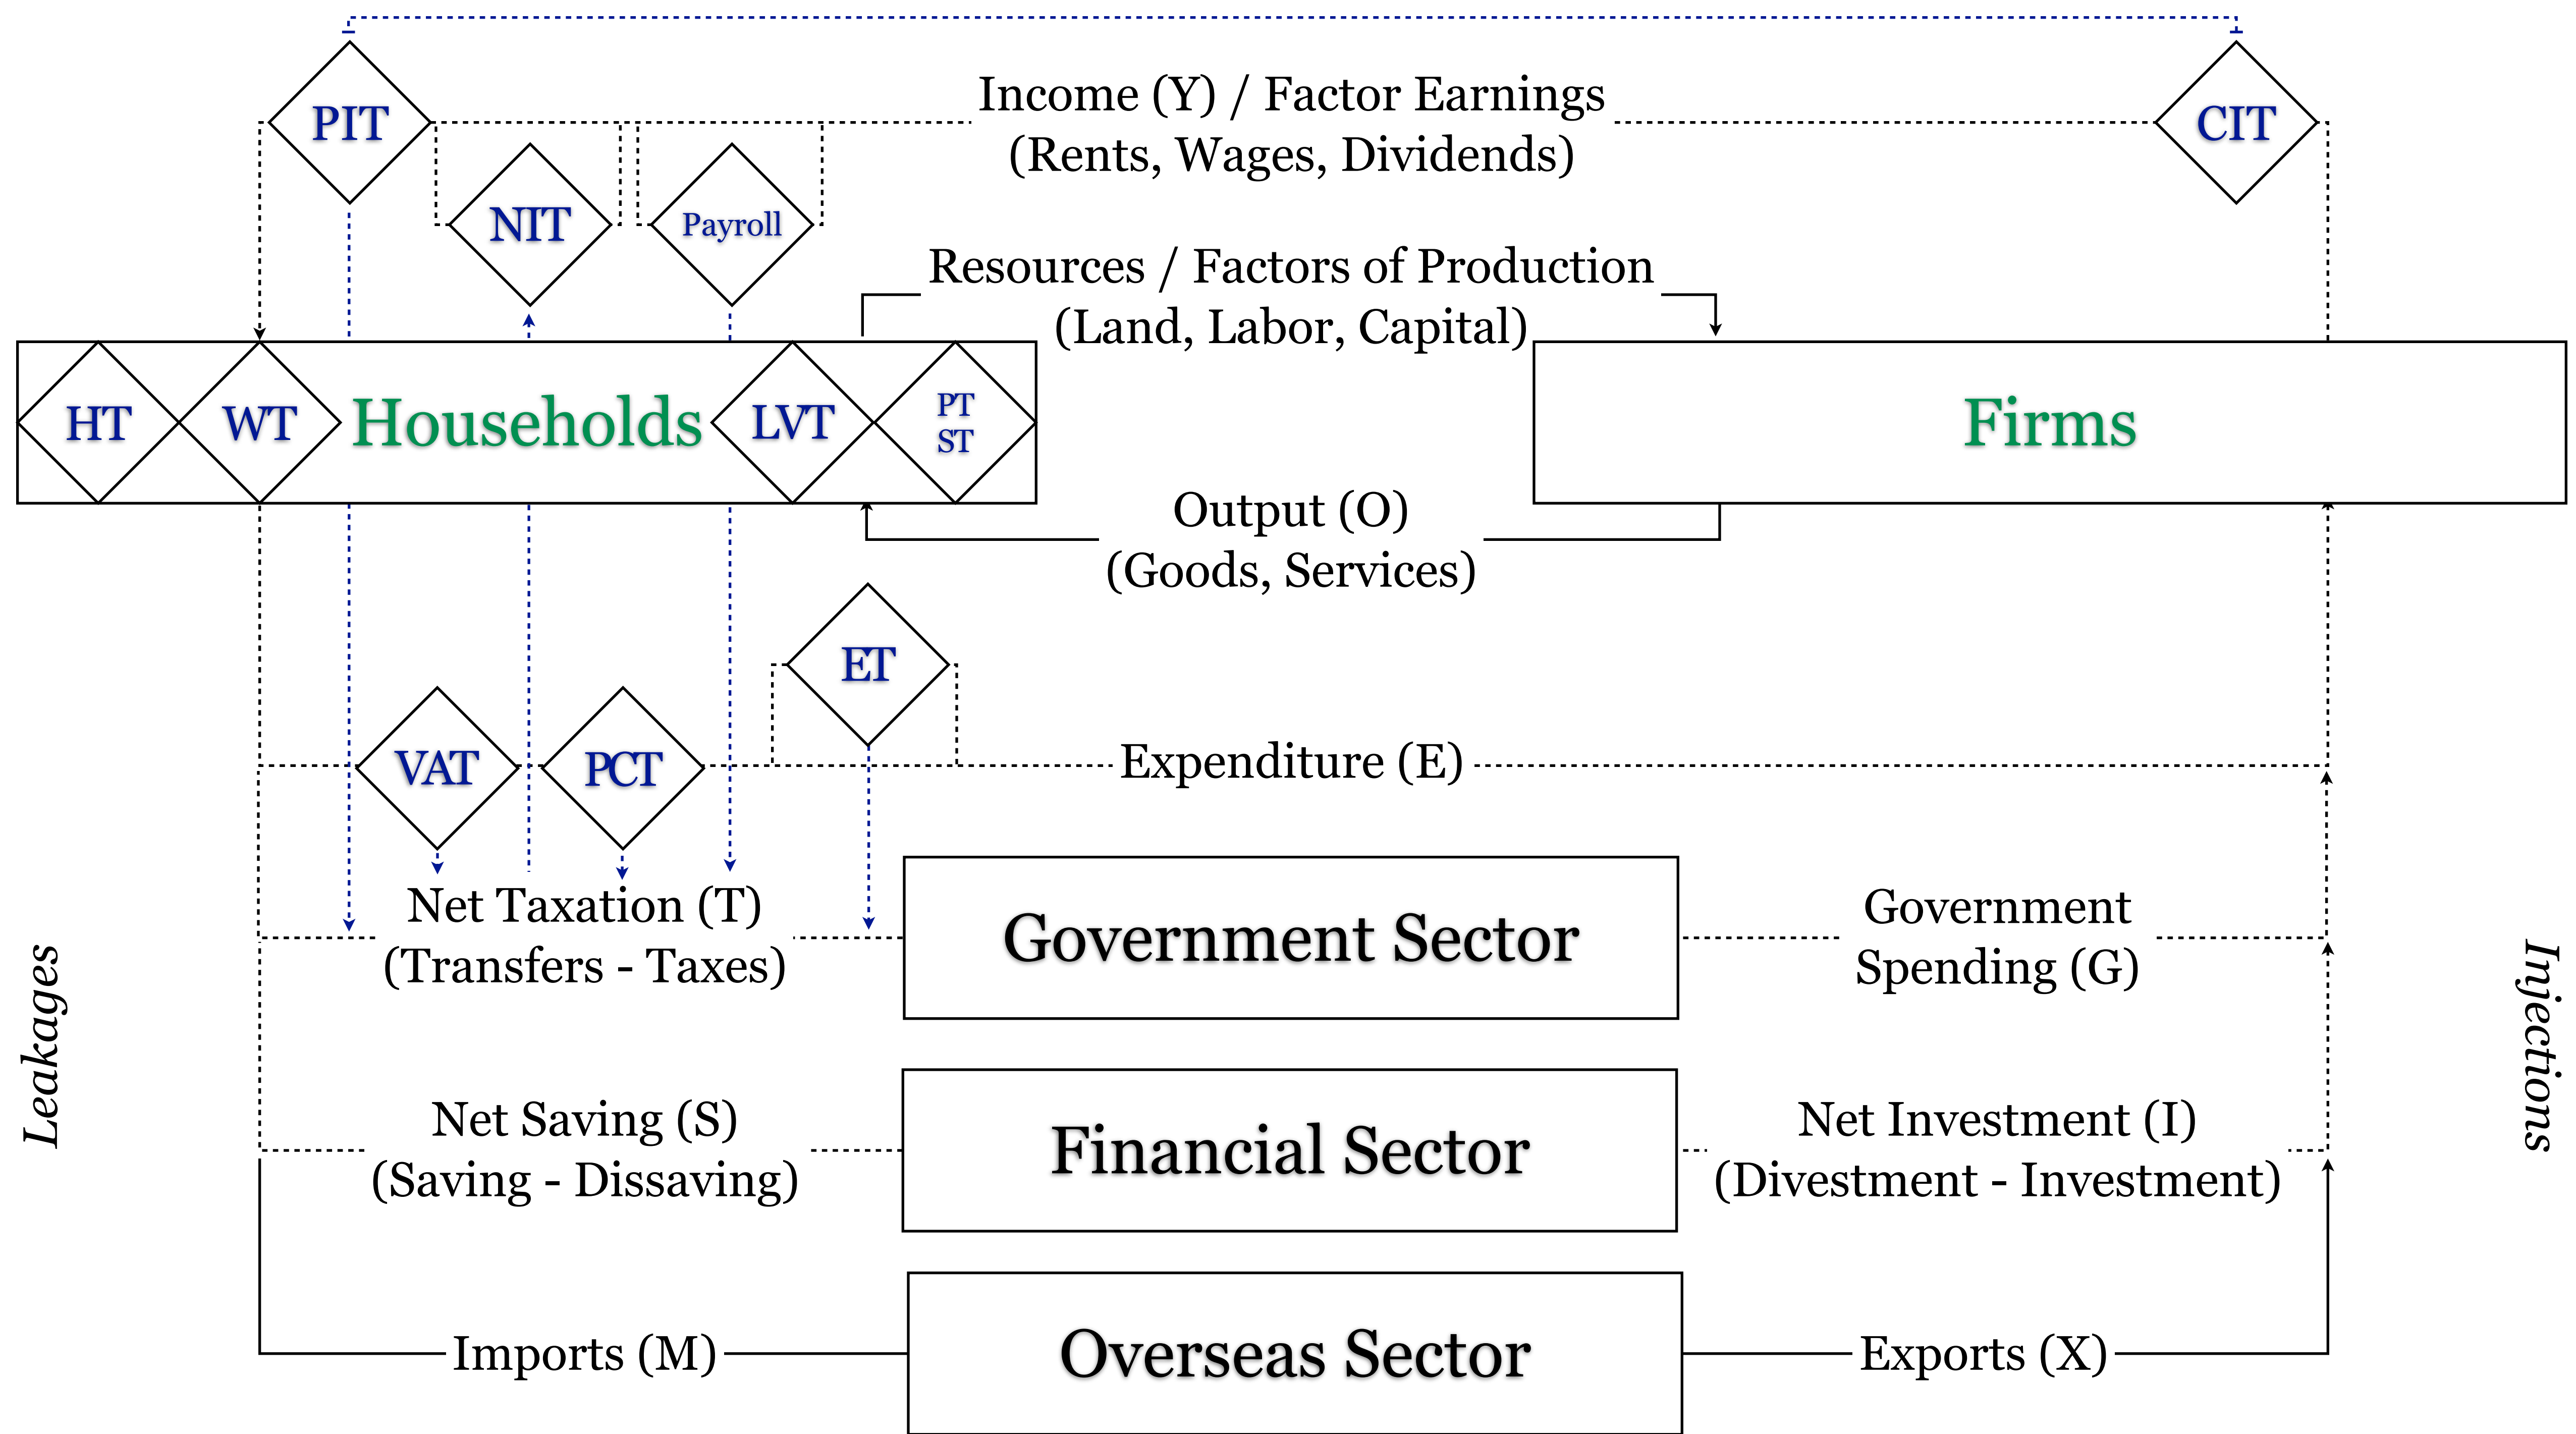 PIT
Income (Y) / Factor Earnings
(Rents, Wages, Dividends)
CIT
NIT
Payroll
Resources / Factors of Production
(Land, Labor, Capital)
HT
WT
Households
LVT
PT
ST
Firms
Output (O)
(Goods, Services)
ET
VAT
PCT
Expenditure (E)
Net Taxation (T)
(Transfers - Taxes)
Government Sector
Government
Spending (G)
Leakages
Injections
Net Saving (S)
(Saving - Dissaving)
Financial Sector
Net Investment (I)
(Divestment - Investment)
Imports (M)
Overseas Sector
Exports (X)